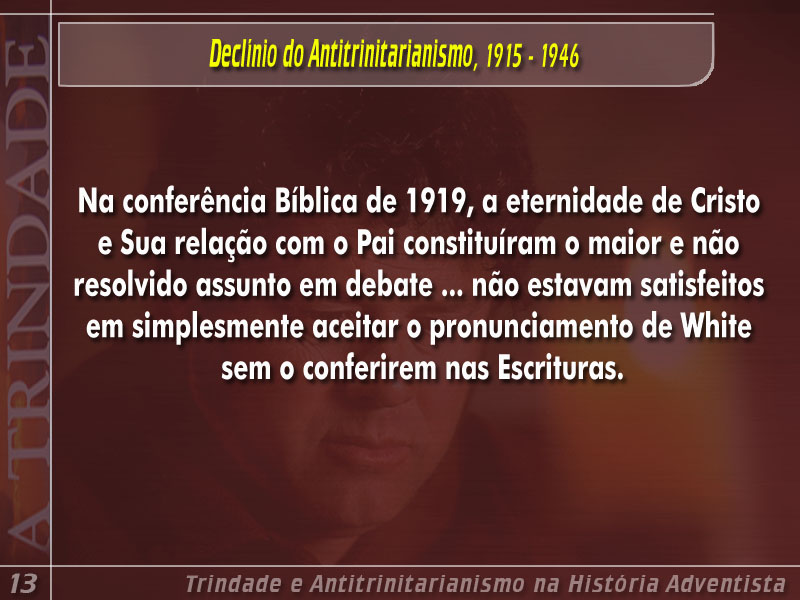 Declínio do Antitrinitarianismo, 1915 - 1946
A TRINDADE
Na conferência Bíblica de 1919, a eternidade de Cristo
e Sua relação com o Pai constituíram o maior e não
resolvido assunto em debate ... não estavam satisfeitos
em simplesmente aceitar o pronunciamento de White
sem o conferirem nas Escrituras.
13
Trindade e Antitrinitarianismo na História Adventista